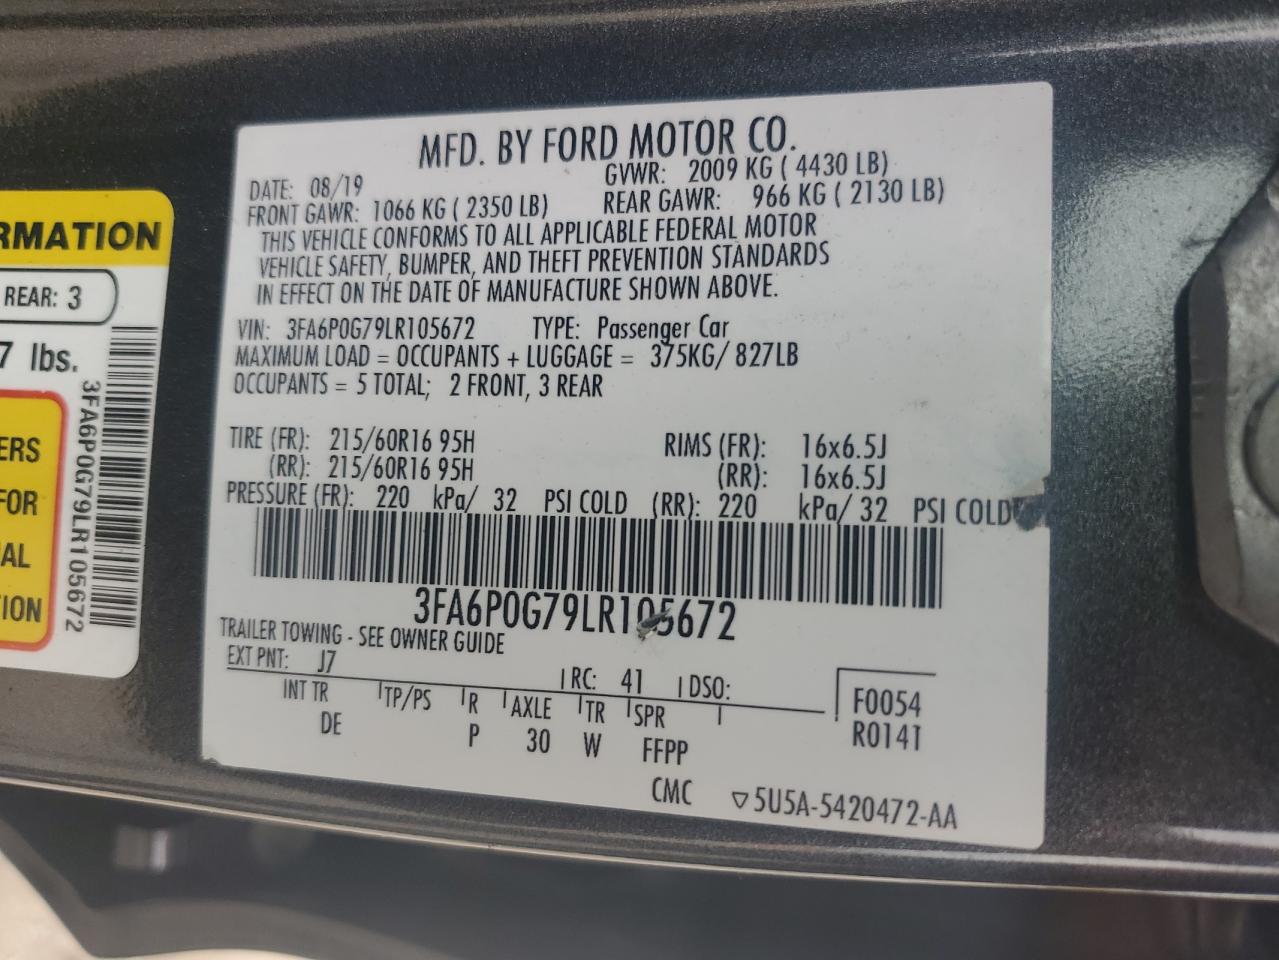 MFD. BY FORD MOTOR CO.
DATE: 08/19 GVWR: 2009 KG ( 4430 LB)
FRONT GAWR: 1066 KG ( 2350 LB) REAR GAWR: 966 KG ( 2130 LB)
THIS VEHICLE CONFORMS TO ALL APPLICABLE FEDERAL MOTOR
VEHICLE SAFETY, BUMPER, AND THEFT PREVENTION STANDARDS
IN EFFECT ON THE DATE OF MANUFACTURE SHOWN ABOVE.
VIN: 3FA6P0G79LR105672 TYPE: Passenger Car
MAXIMUM LOAD = OCCUPANTS + LUGGAGE = 375KG/ 827LB
OCCUPANTS = 5 TOTAL; 2 FRONT, 3 REAR
TIRE (FR): 215/60R16 95H RIMS (FR): 16x6.5J
(RR): 215/60R16 95H (RR): 16x6.5J
PRESSURE (FR): 220 kPa/ 32 PSI COLD (RR): 220 kPa/ 32 PSI COLD
3FA6P0G79LR105672
TRAILER TOWING - SEE OWNER GUIDE
EXT PNT: J7 RC: 41 DSO:
INT TR TP/PS R AXLE TR SPR F0054
DE P 30 W FFPP R0141
CMC ▽5U5A-5420472-AA
RMATION
REAR: 3
7 lbs.
ERS
FOR
AL
ION
3FA6P0G79LR105672